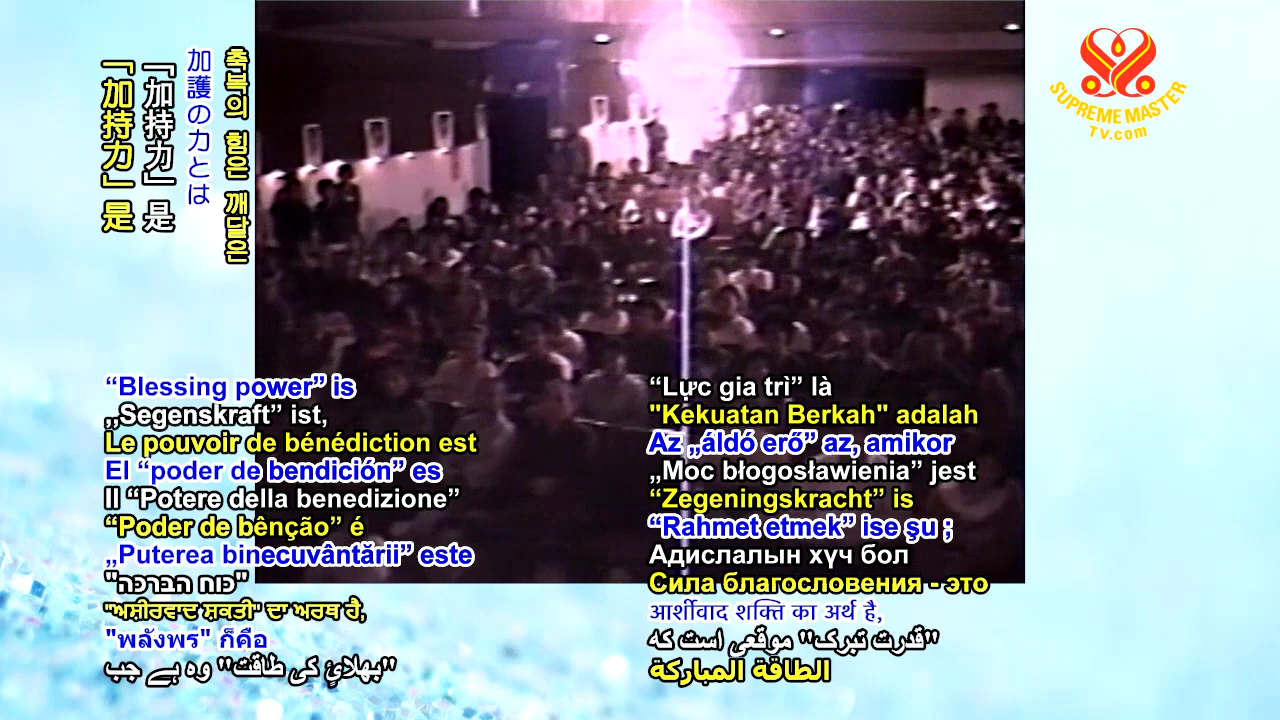 「加持力」是
「加持力」是
加護の力とは
축복의 힘은 깨달은
SUPREME MASTER
TV.com
“Blessing power” is
„Segenskraft” ist,
Le pouvoir de bénédiction est
El “poder de bendición” es
Il “Potere della benedizione”
“Poder de bênção” é
„Puterea binecuvântării” este
"כוח הברכה"
"ਅਸ਼ੀਰਵਾਦ ਸ਼ਕਤੀ" ਦਾ ਅਰਥ ਹੈ,
"พลังพร" ก็คือ
"بھلائ کی طاقت" وہ ہے جب
“Lực gia trì” là
"Kekuatan Berkah" adalah
Az „áldó erő” az, amikor
„Moc błogosławienia” jest
“Zegeningskracht” is
“Rahmet etmek” ise şu ;
Адислалын хүч бол
Сила благословения - это
आर्शीवाद शक्ति का अर्थ है,
"قدرت تبرک" موقعی است که
الطاقة المباركة